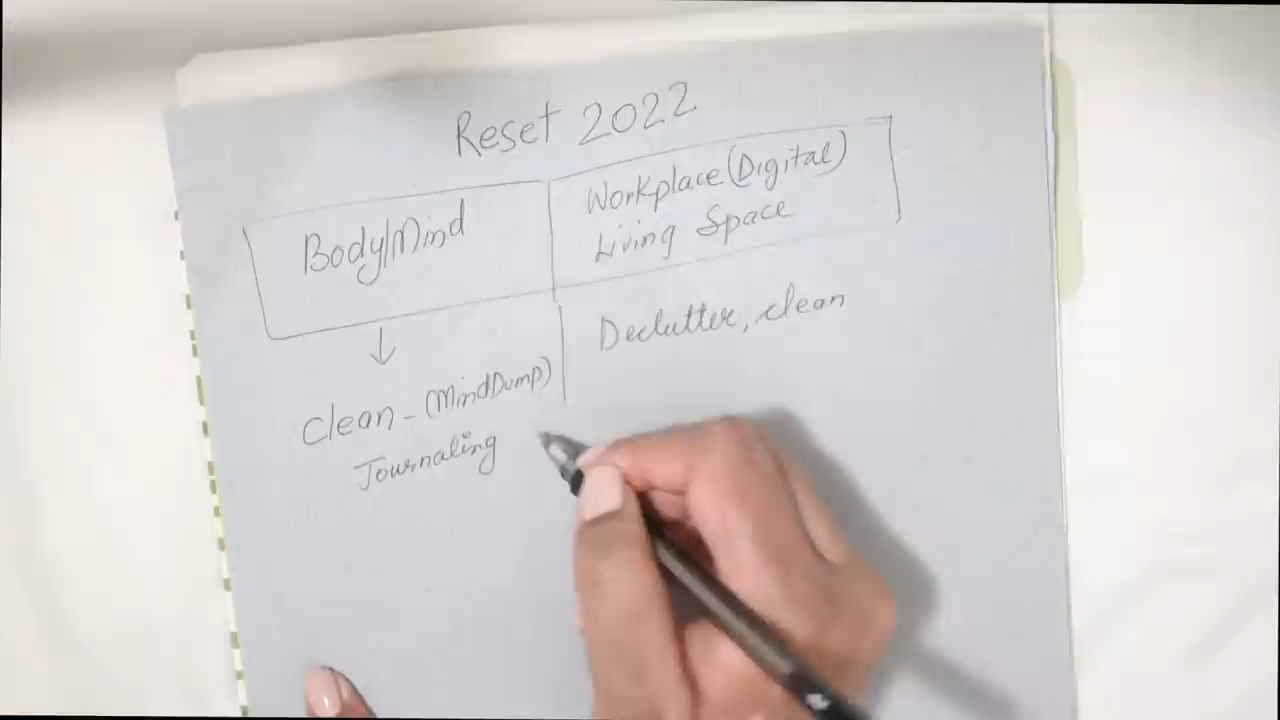 Reset 2022
Body/Mind
Workplace (Digital)
Living Space
Declutter, clean
Clean - (MindDump)
Journaling